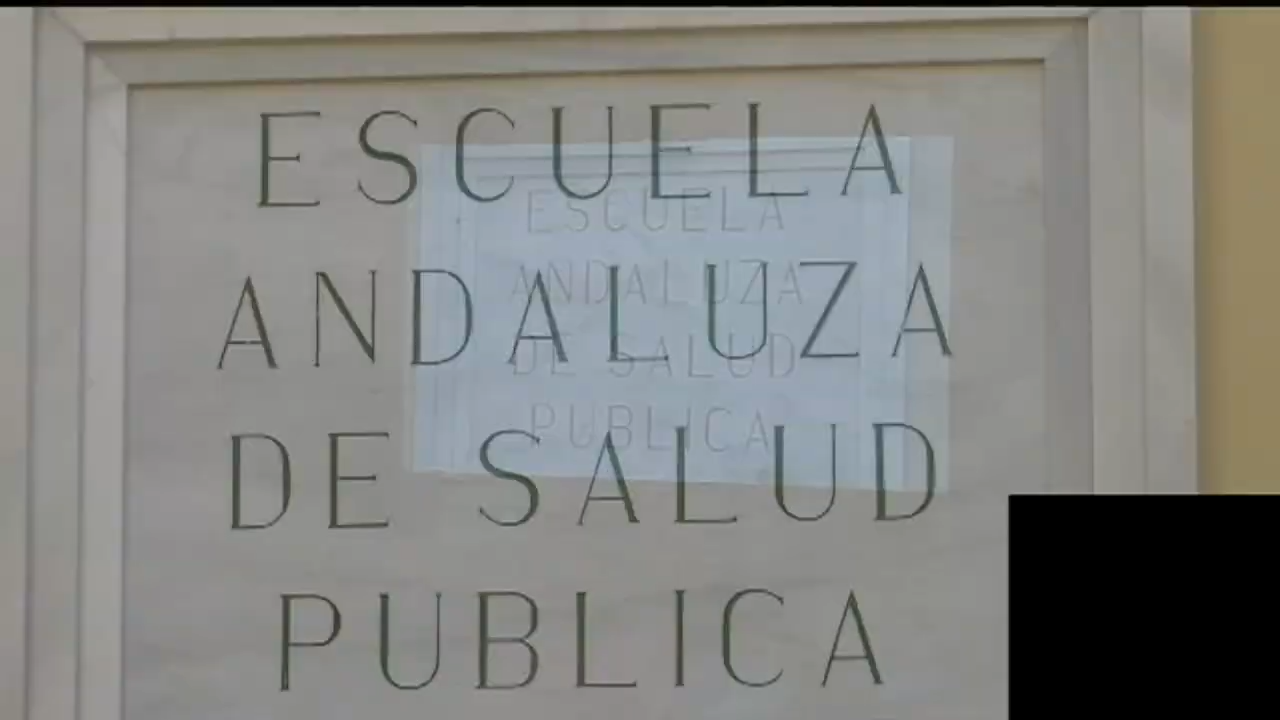 ESCUELA
ANDALUZA
DE SALUD
PUBLICA
ESCUELA
ANDALUZA
DE SALUD
PUBLICA